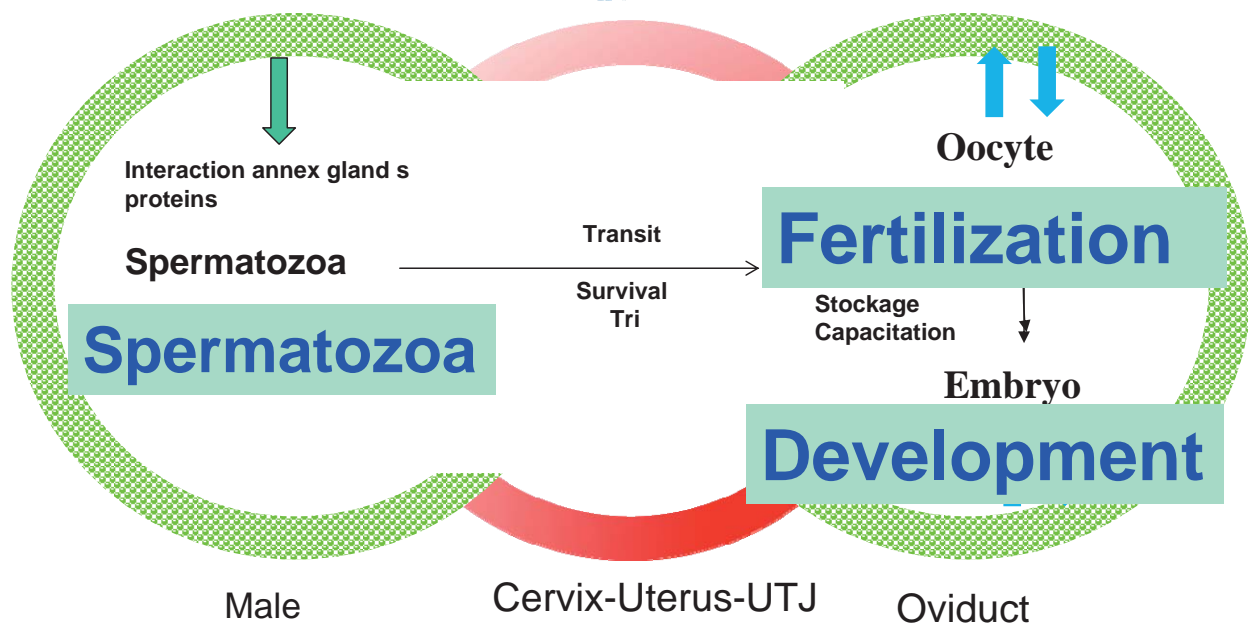 Interaction annex gland s
proteins
Spermatozoa
Spermatozoa
Transit
Survival
Tri
Oocyte
Fertilization
Stockage
Capacitation
Embryo
Development
Male
Cervix-Uterus-UTJ
Oviduct